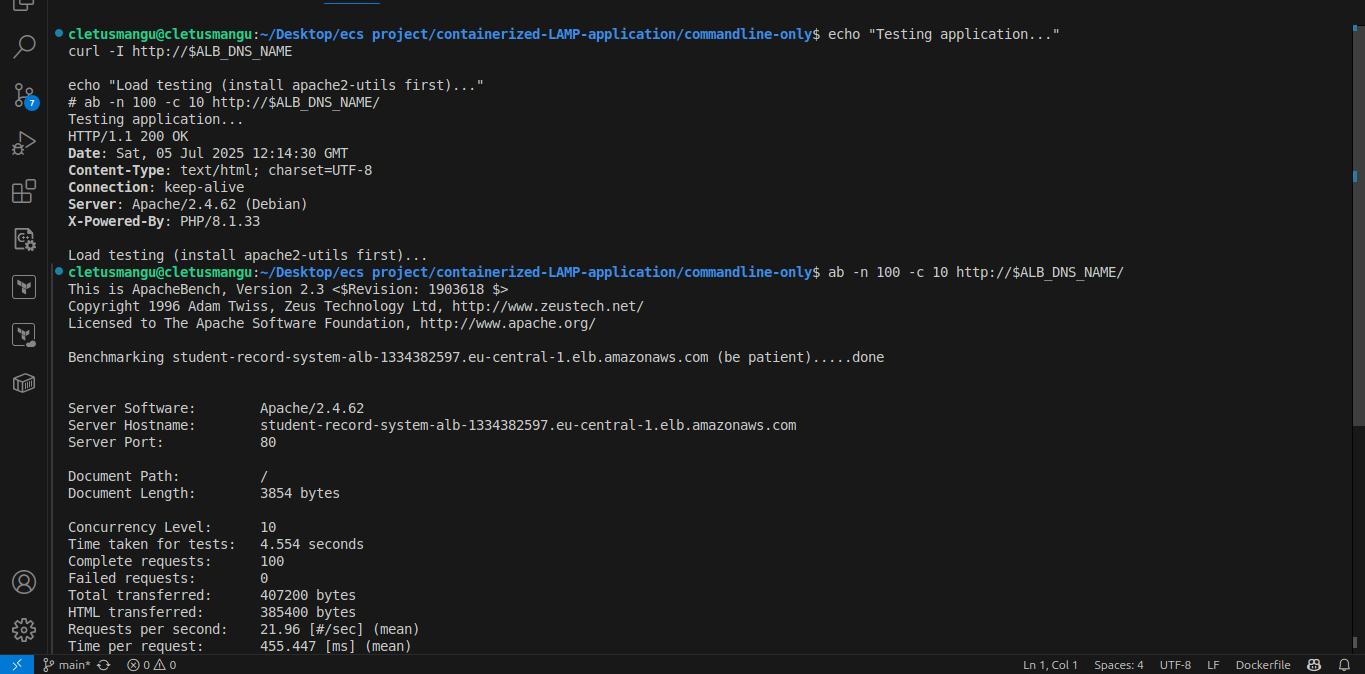 cletusmangu@cletusmangu:~/Desktop/ecs project/containerized-LAMP-application/commandline-only$ echo "Testing application..."
curl -I http://$ALB_DNS_NAME
echo "Load testing (install apache2-utils first)..."
# ab -n 100 -c 10 http://$ALB_DNS_NAME/
Testing application...
HTTP/1.1 200 OK
Date: Sat, 05 Jul 2025 12:14:30 GMT
Content-Type: text/html; charset=UTF-8
Connection: keep-alive
Server: Apache/2.4.62 (Debian)
X-Powered-By: PHP/8.1.33
Load testing (install apache2-utils first)...
cletusmangu@cletusmangu:~/Desktop/ecs project/containerized-LAMP-application/commandline-only$ ab -n 100 -c 10 http://$ALB_DNS_NAME/
This is ApacheBench, Version 2.3 <$Revision: 1903618 $>
Copyright 1996 Adam Twiss, Zeus Technology Ltd, http://www.zeustech.net/
Licensed to The Apache Software Foundation, http://www.apache.org/
Benchmarking student-record-system-alb-1334382597.eu-central-1.elb.amazonaws.com (be patient).....done
Server Software: Apache/2.4.62
Server Hostname: student-record-system-alb-1334382597.eu-central-1.elb.amazonaws.com
Server Port: 80
Document Path: /
Document Length: 3854 bytes
Concurrency Level: 10
Time taken for tests: 4.554 seconds
Complete requests: 100
Failed requests: 0
Total transferred: 407200 bytes
HTML transferred: 385400 bytes
Requests per second: 21.96 [#/sec] (mean)
Time per request: 455.447 [ms] (mean)
7
main* 0 0 Ln 1, Col 1 Spaces: 4 UTF-8 LF Dockerfile